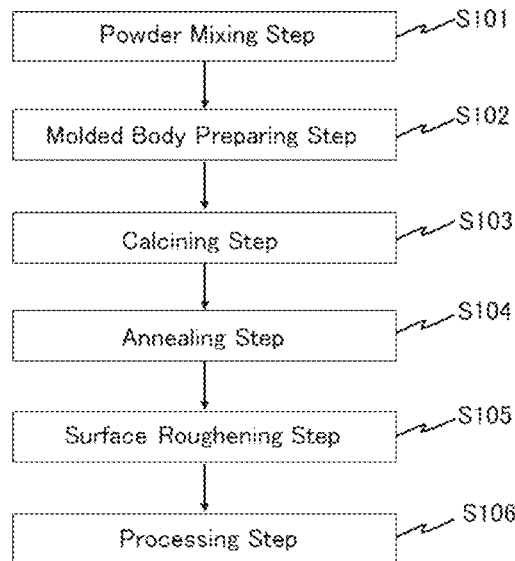 Powder Mixing Step
S101
Molded Body Preparing Step
S102
Calcining Step
S103
Annealing Step
S104
Surface Roughening Step
S105
Processing Step
S106